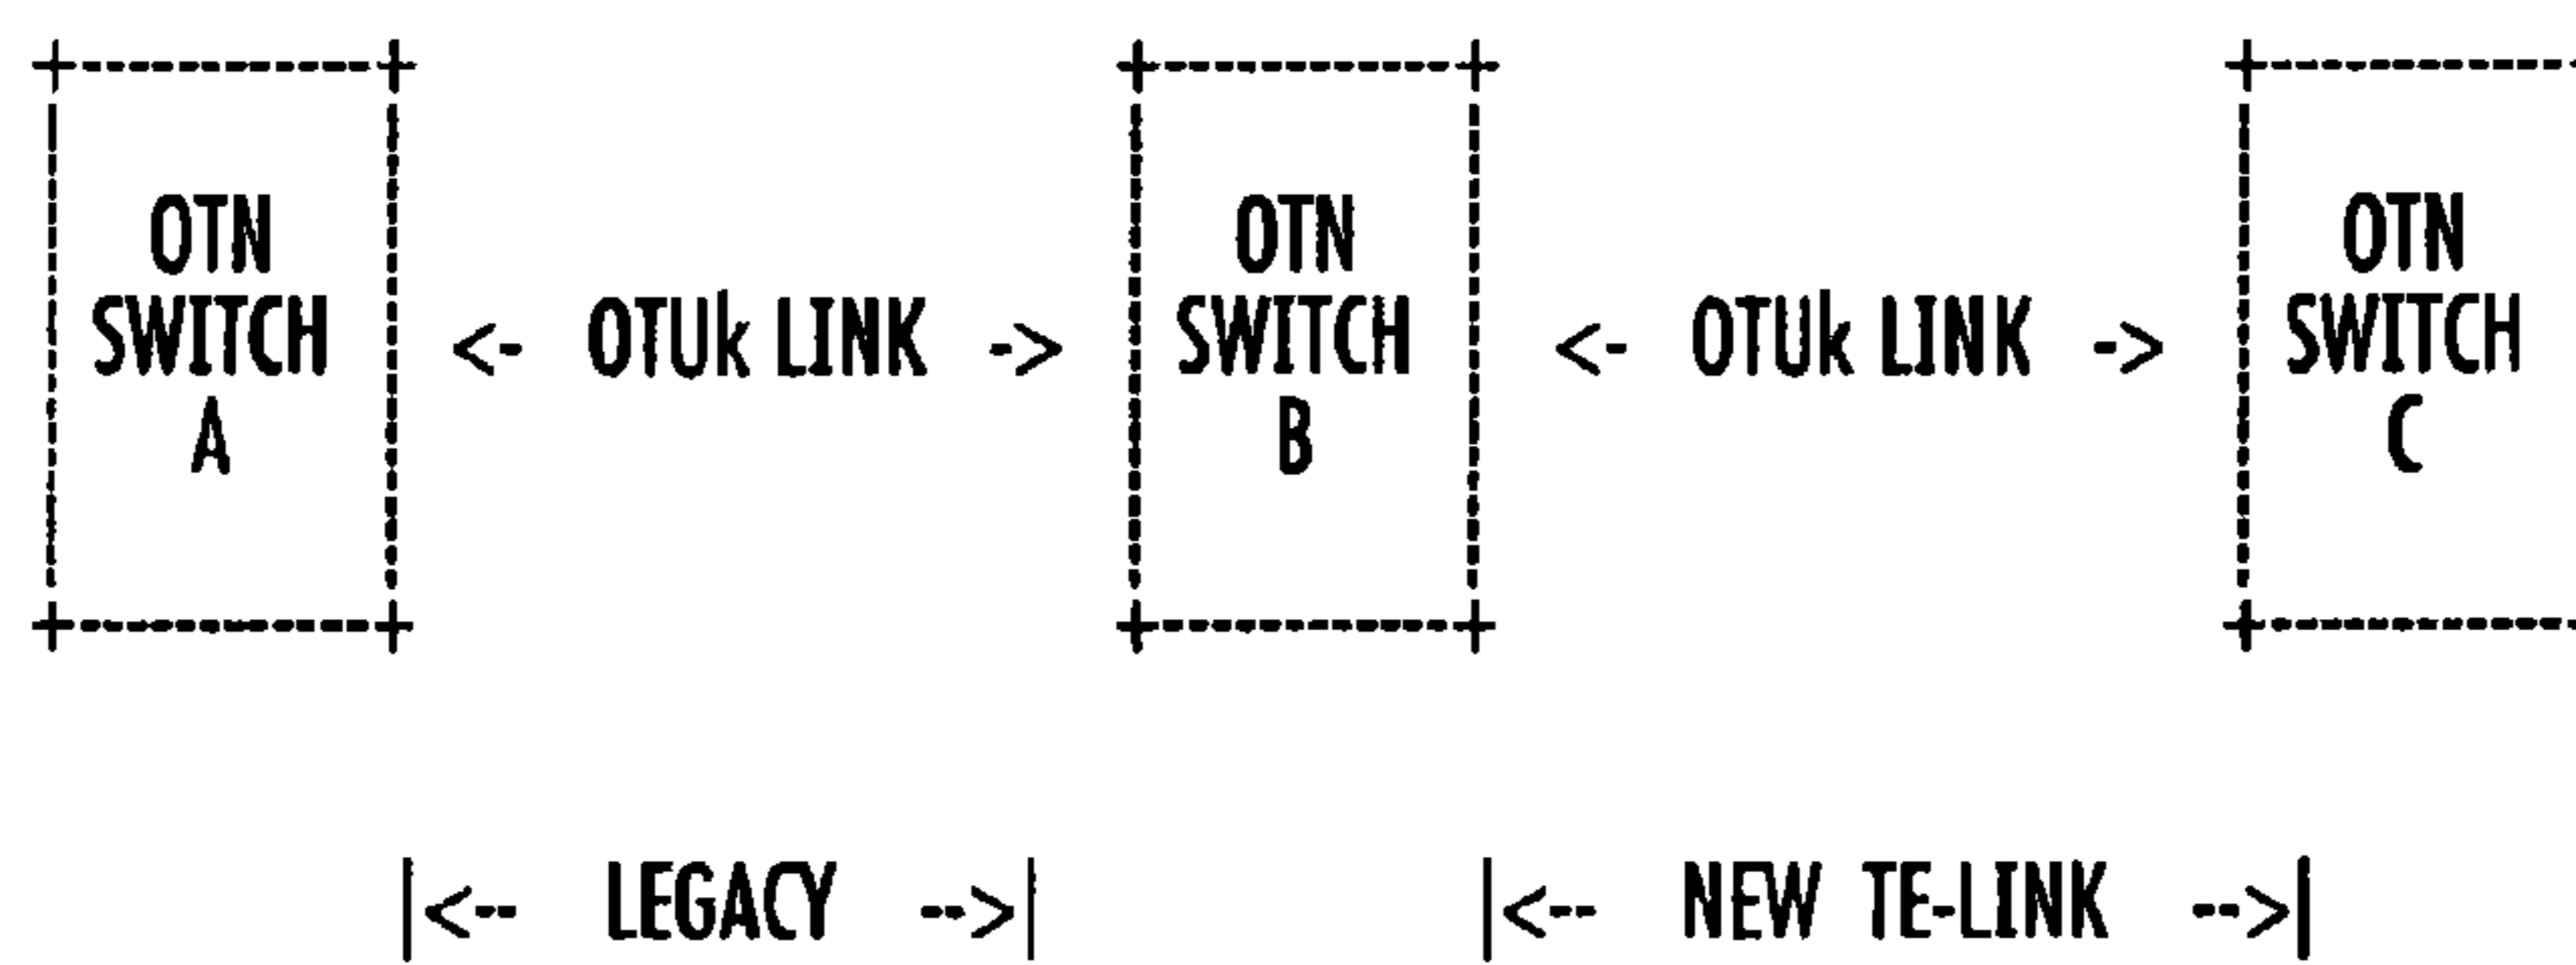 OTN OTN OTN
SWITCH <- OTUk LINK -> SWITCH <- OTUk LINK -> SWITCH
A B C
|<-- LEGACY -->| |<-- NEW TE-LINK -->|